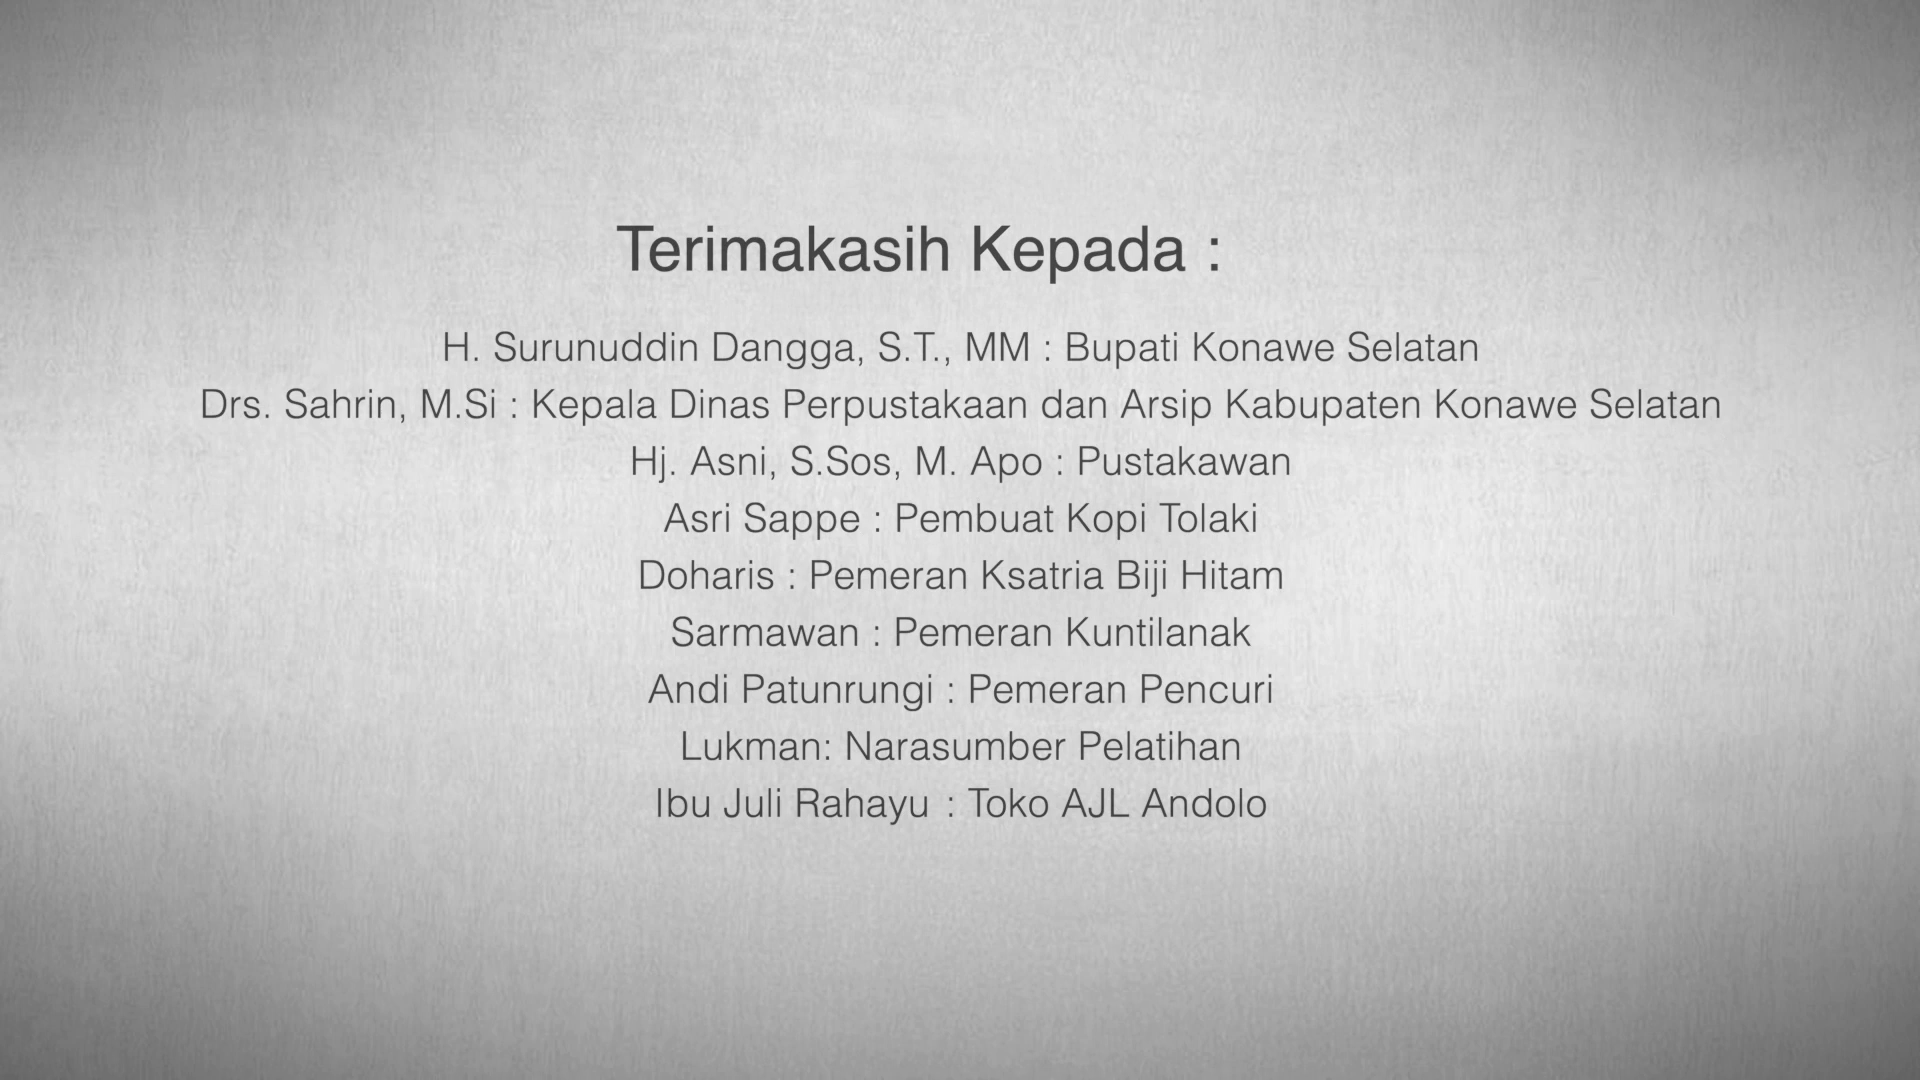 Terimakasih Kepada :
H. Surunuddin Dangga, S.T., MM : Bupati Konawe Selatan
Drs. Sahrin, M.Si : Kepala Dinas Perpustakaan dan Arsip Kabupaten Konawe Selatan
Hj. Asni, S.Sos, M. Apo : Pustakawan
Asri Sappe : Pembuat Kopi Tolaki
Doharis : Pemeran Ksatria Biji Hitam
Sarmawan : Pemeran Kuntilanak
Andi Patunrungi : Pemeran Pencuri
Lukman: Narasumber Pelatihan
Ibu Juli Rahayu : Toko AJL Andolo